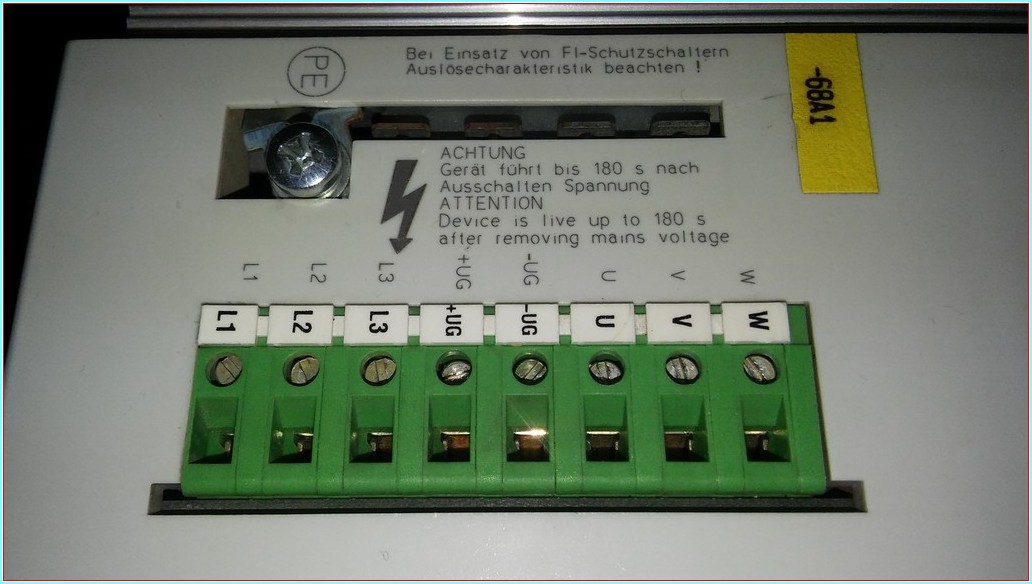 PE
Bei Einsatz von FI-Schutzschaltern
Auslösecharakteristik beachten !
-68A1
ACHTUNG
Gerät führt bis 180 s nach
Ausschalten Spannung
ATTENTION
Device is live up to 180 s
after removing mains voltage
L1 L2 L3 +UG -UG U V W
L1 L2 L3 +UG -UG U V W